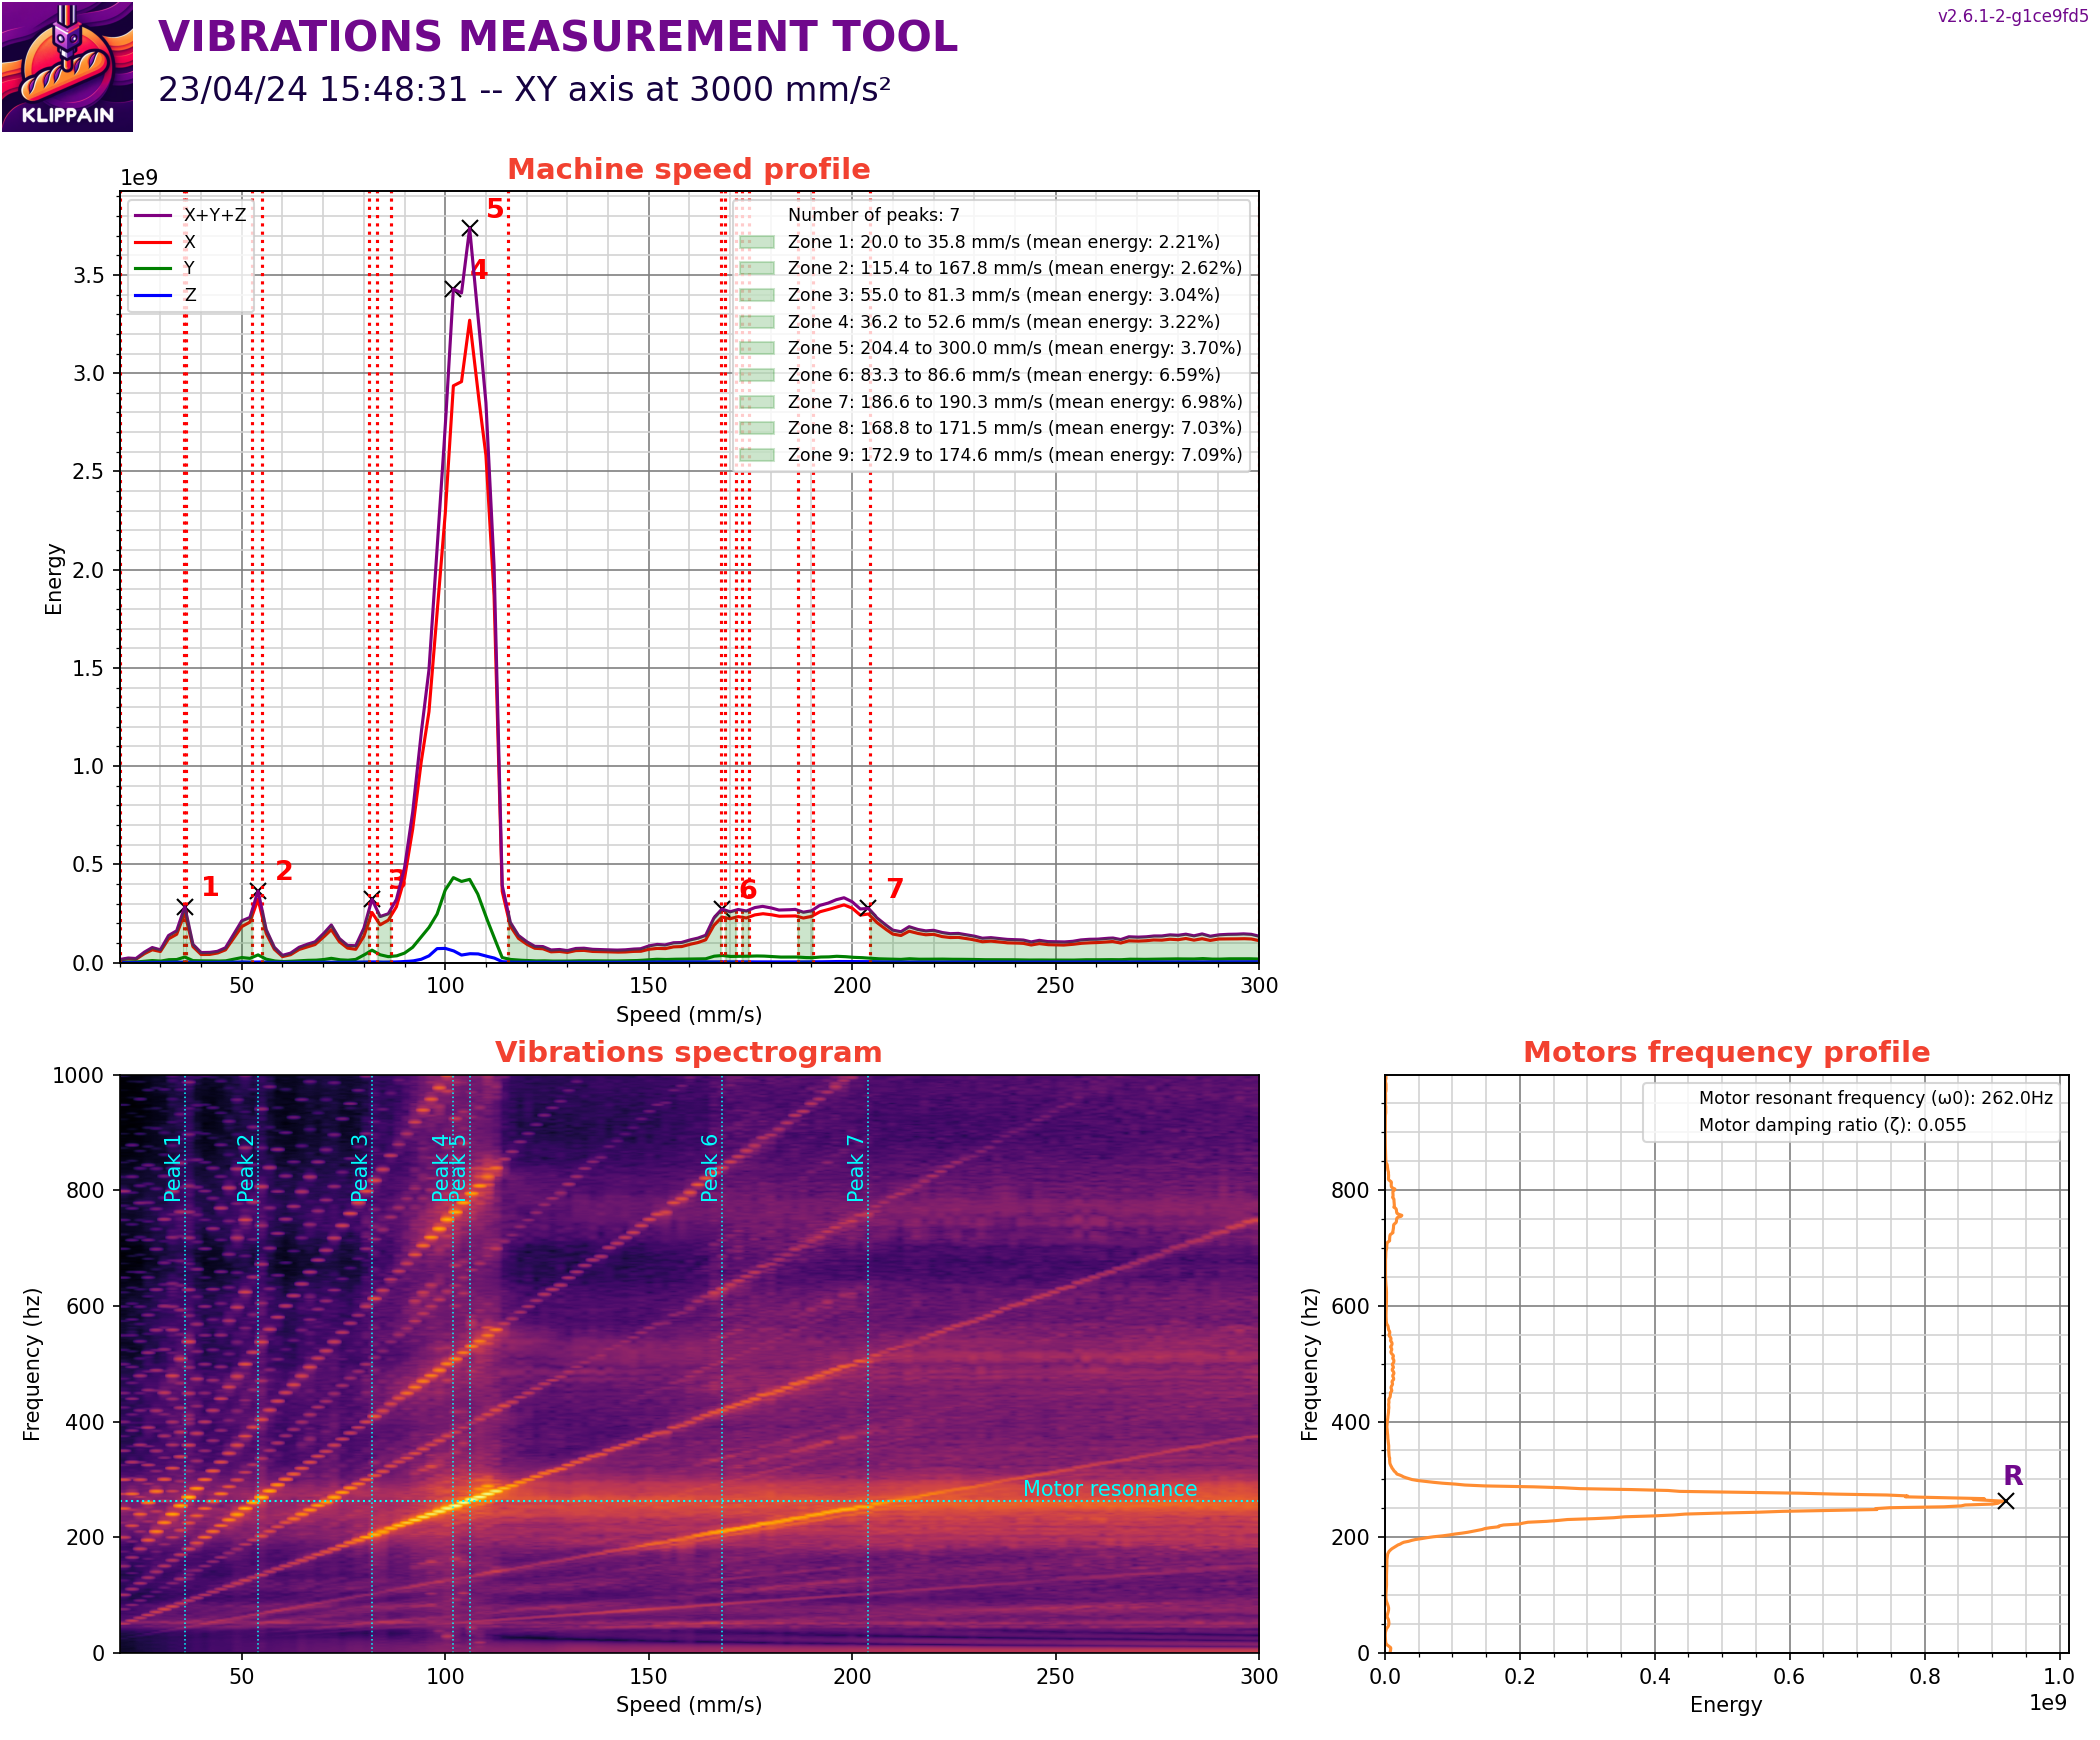 KLIPPAIN
VIBRATIONS MEASUREMENT TOOL
23/04/24 15:48:31 -- XY axis at 3000 mm/s²
v2.6.1-2-g1ce9fd5
Machine speed profile
1e9
X+Y+Z
X
Y
Z
Number of peaks: 7
Zone 1: 20.0 to 35.8 mm/s (mean energy: 2.21%)
Zone 2: 115.4 to 167.8 mm/s (mean energy: 2.62%)
Zone 3: 55.0 to 81.3 mm/s (mean energy: 3.04%)
Zone 4: 36.2 to 52.6 mm/s (mean energy: 3.22%)
Zone 5: 204.4 to 300.0 mm/s (mean energy: 3.70%)
Zone 6: 83.3 to 86.6 mm/s (mean energy: 6.59%)
Zone 7: 186.6 to 190.3 mm/s (mean energy: 6.98%)
Zone 8: 168.8 to 171.5 mm/s (mean energy: 7.03%)
Zone 9: 172.9 to 174.6 mm/s (mean energy: 7.09%)
5
4
1
2
3
6
7
3.5
3.0
2.5
2.0
1.5
1.0
0.5
0.0
Energy
50 100 150 200 250 300
Speed (mm/s)
Vibrations spectrogram
1000
800
600
400
200
0
Frequency (hz)
Peak 1
Peak 2
Peak 3
Peak 4
Peak 5
Peak 6
Peak 7
Motor resonance
50 100 150 200 250 300
Speed (mm/s)
Motors frequency profile
Motor resonant frequency (ω0): 262.0Hz
Motor damping ratio (ζ): 0.055
R
800
600
400
200
0
Frequency (hz)
0.0 0.2 0.4 0.6 0.8 1.0
1e9
Energy